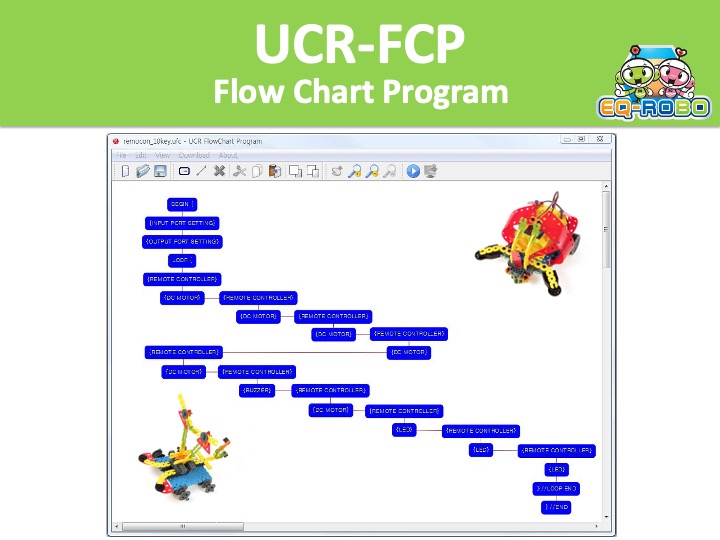 UCR-FCP
Flow Chart Program
EQ-ROBO
remocon_10key.ufc - UCR FlowChart Program
File Edit View Download About
BEGIN {
{INPUT PORT SETTING}
{OUTPUT PORT SETTING}
LOOP {
{REMOTE CONTROLLER}
{DC MOTOR} {REMOTE CONTROLLER}
{DC MOTOR} {REMOTE CONTROLLER}
{DC MOTOR} {REMOTE CONTROLLER}
{REMOTE CONTROLLER} {DC MOTOR}
{DC MOTOR} {REMOTE CONTROLLER}
{BUZZER} {REMOTE CONTROLLER}
{DC MOTOR} {REMOTE CONTROLLER}
{LED} {REMOTE CONTROLLER}
{LED} {REMOTE CONTROLLER}
{LED}
} //LOOP END
} //END